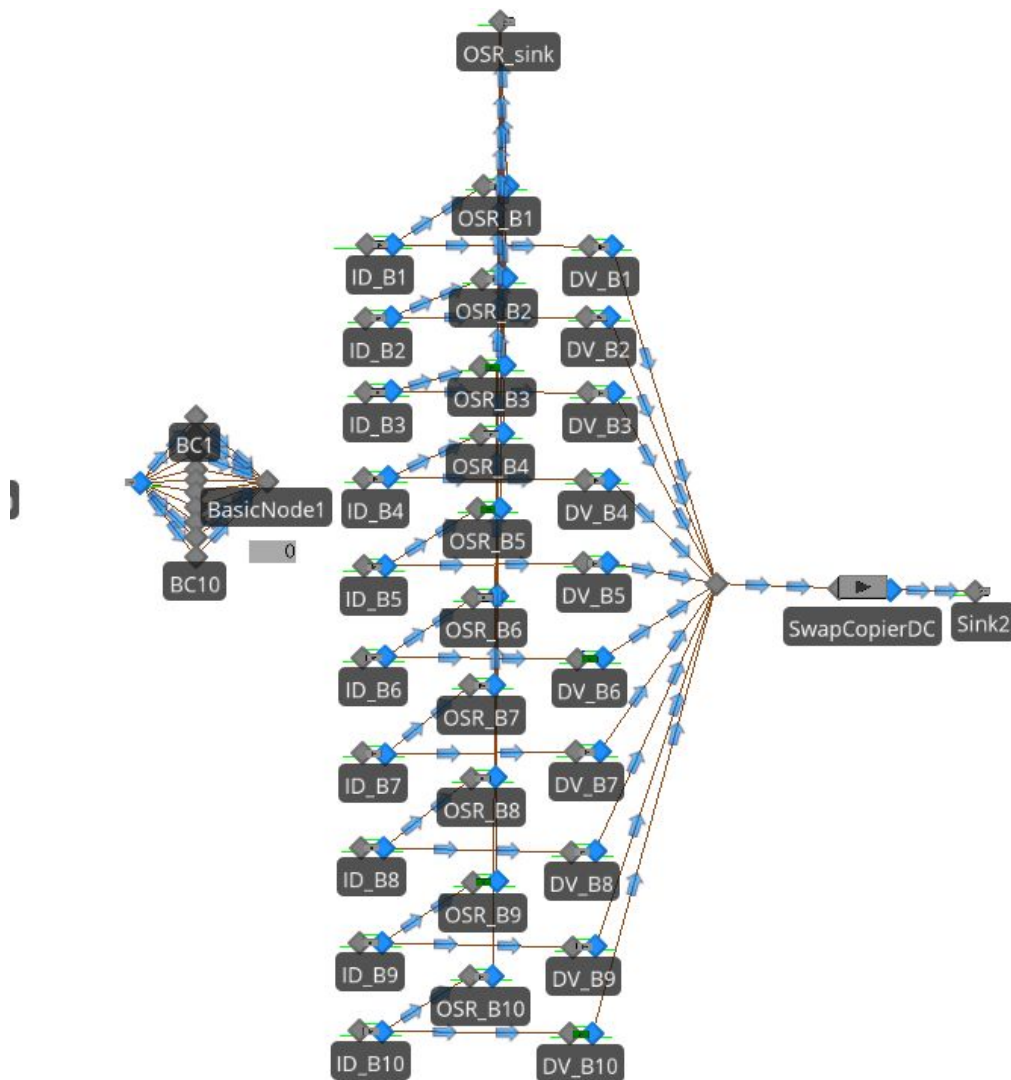 OSR_sink
OSR_B1
ID_B1
DV_B1
OSR_B2
ID_B2
DV_B2
OSR_B3
ID_B3
DV_B3
BC1
OSR_B4
ID_B4
DV_B4
BasicNode1
OSR_B5
0
BC10
ID_B5
DV_B5
OSR_B6
SwapCopierDC
Sink2
ID_B6
DV_B6
OSR_B7
ID_B7
DV_B7
OSR_B8
ID_B8
DV_B8
OSR_B9
ID_B9
DV_B9
OSR_B10
ID_B10
DV_B10